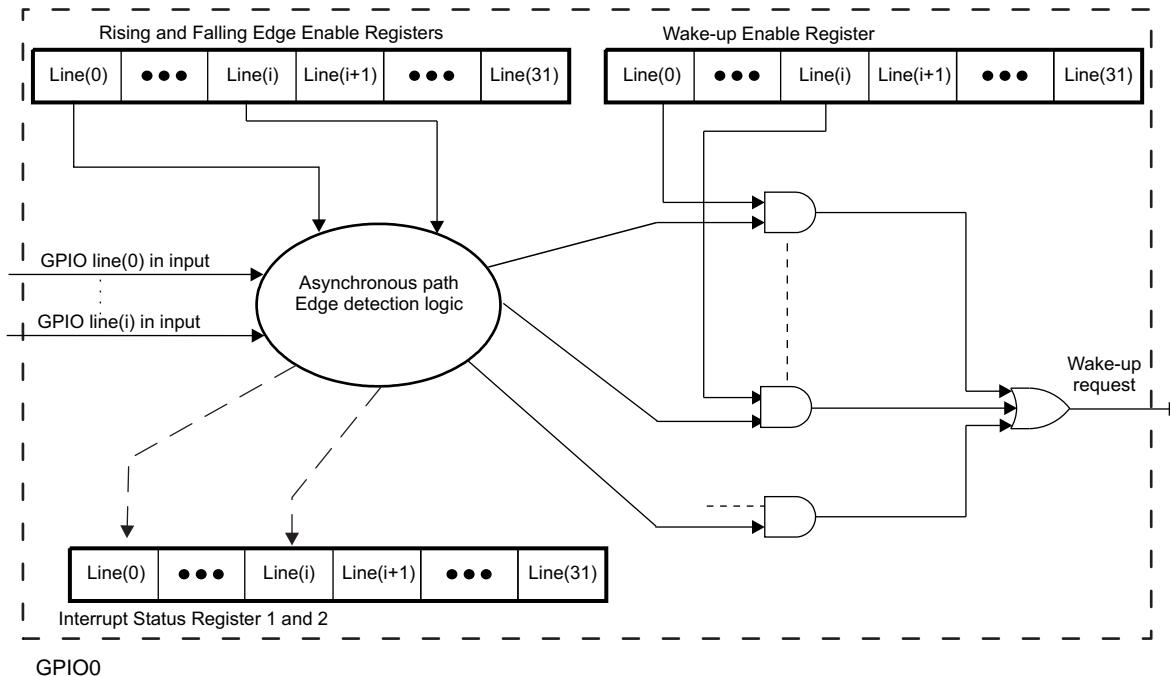 Rising and Falling Edge Enable Registers
Line(0) ●●● Line(i) Line(i+1) ●●● Line(31)
Wake-up Enable Register
Line(0) ●●● Line(i) Line(i+1) ●●● Line(31)
GPIO line(0) in input
GPIO line(i) in input
Asynchronous path
Edge detection logic
Wake-up
request
Line(0) ●●● Line(i) Line(i+1) ●●● Line(31)
Interrupt Status Register 1 and 2
GPIO0